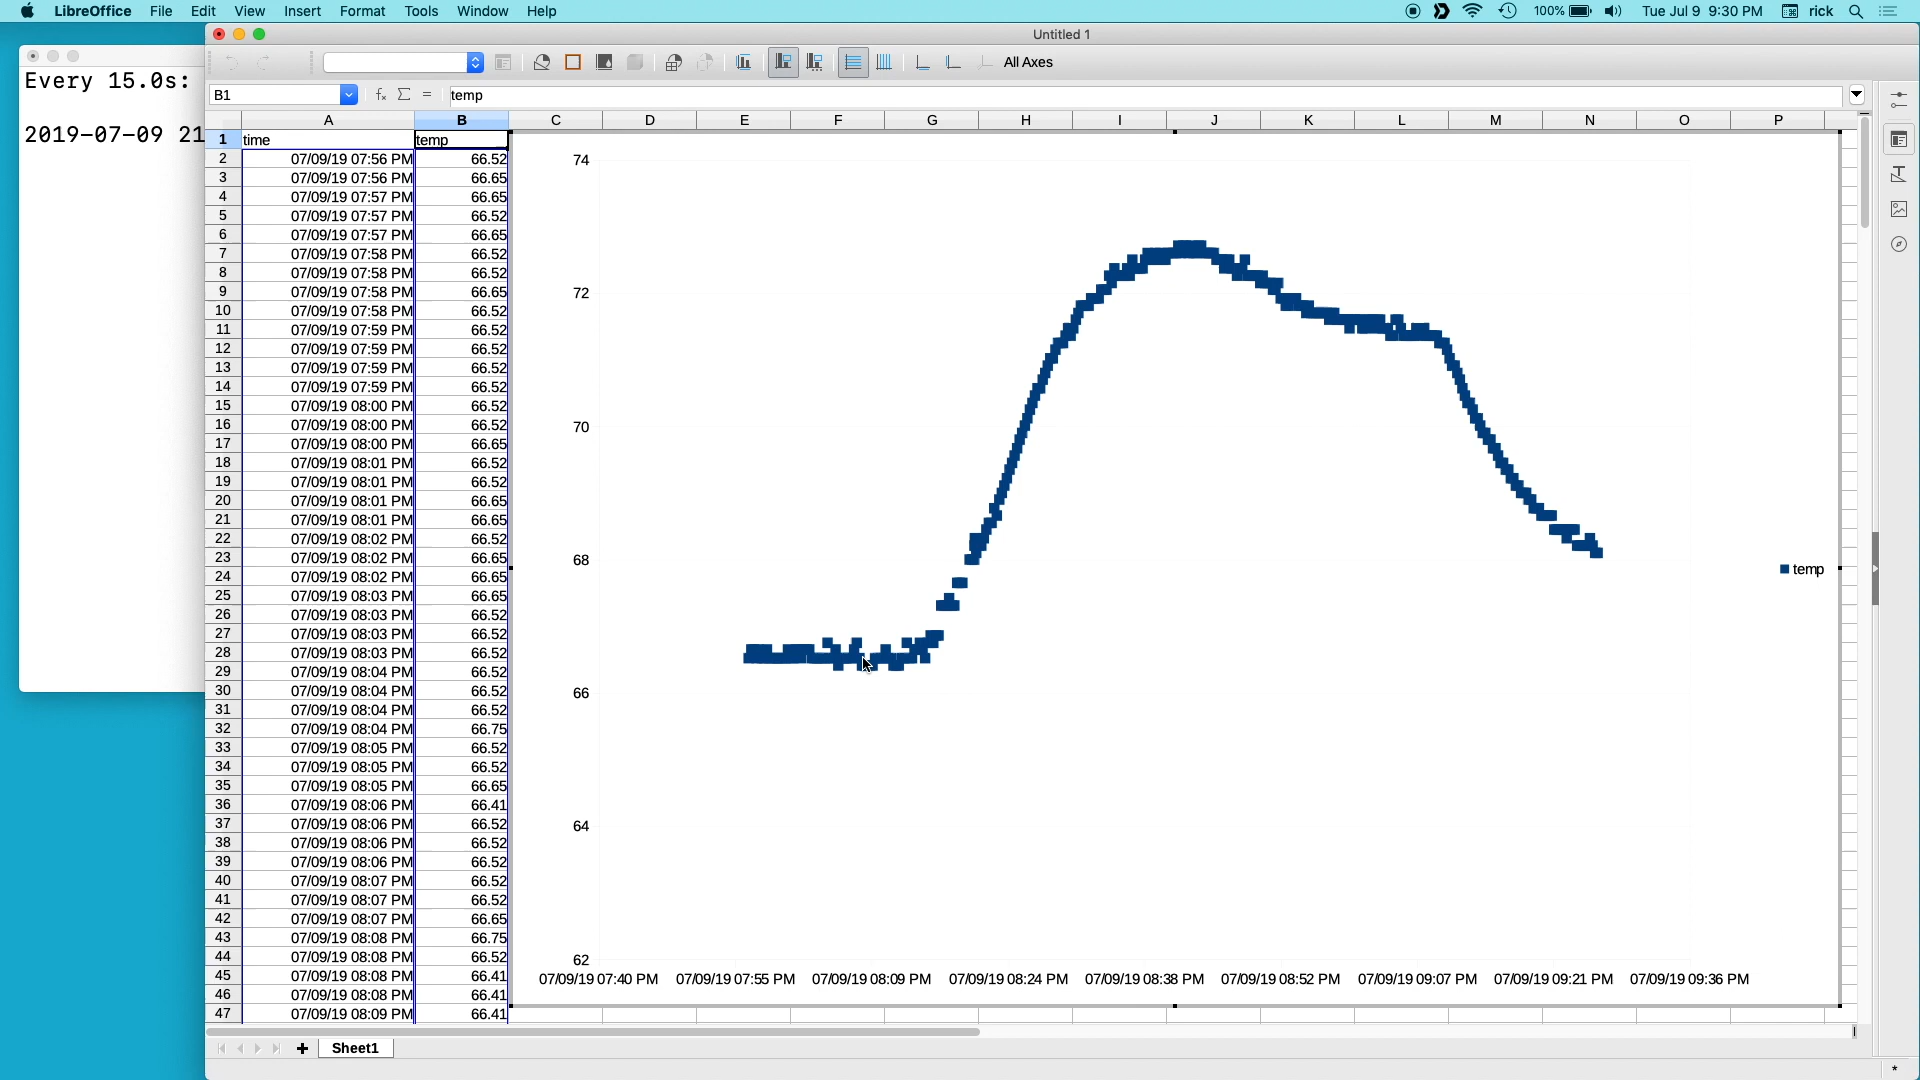 LibreOffice File Edit View Insert Format Tools Window Help 100% Tue Jul 9 9:30 PM rick
Untitled 1
Every 15.0s:
2019-07-09 21
All Axes
B1 temp
A B C D E F G H I J K L M N O P
1 time temp
2 07/09/19 07:56 PM 66.52
3 07/09/19 07:56 PM 66.65
4 07/09/19 07:57 PM 66.65
5 07/09/19 07:57 PM 66.52
6 07/09/19 07:57 PM 66.65
7 07/09/19 07:58 PM 66.52
8 07/09/19 07:58 PM 66.52
9 07/09/19 07:58 PM 66.65
10 07/09/19 07:58 PM 66.52
11 07/09/19 07:59 PM 66.52
12 07/09/19 07:59 PM 66.52
13 07/09/19 07:59 PM 66.52
14 07/09/19 07:59 PM 66.52
15 07/09/19 08:00 PM 66.52
16 07/09/19 08:00 PM 66.52
17 07/09/19 08:00 PM 66.65
18 07/09/19 08:01 PM 66.52
19 07/09/19 08:01 PM 66.52
20 07/09/19 08:01 PM 66.65
21 07/09/19 08:01 PM 66.65
22 07/09/19 08:02 PM 66.52
23 07/09/19 08:02 PM 66.65
24 07/09/19 08:02 PM 66.65
25 07/09/19 08:03 PM 66.65
26 07/09/19 08:03 PM 66.52
27 07/09/19 08:03 PM 66.52
28 07/09/19 08:03 PM 66.52
29 07/09/19 08:04 PM 66.52
30 07/09/19 08:04 PM 66.52
31 07/09/19 08:04 PM 66.52
32 07/09/19 08:04 PM 66.75
33 07/09/19 08:05 PM 66.52
34 07/09/19 08:05 PM 66.52
35 07/09/19 08:05 PM 66.65
36 07/09/19 08:06 PM 66.41
37 07/09/19 08:06 PM 66.52
38 07/09/19 08:06 PM 66.52
39 07/09/19 08:06 PM 66.52
40 07/09/19 08:07 PM 66.52
41 07/09/19 08:07 PM 66.52
42 07/09/19 08:07 PM 66.65
43 07/09/19 08:08 PM 66.75
44 07/09/19 08:08 PM 66.52
45 07/09/19 08:08 PM 66.41
46 07/09/19 08:08 PM 66.41
47 07/09/19 08:09 PM 66.41
74
72
70
68
66
64
62
temp
07/09/19 07:40 PM 07/09/19 07:55 PM 07/09/19 08:09 PM 07/09/19 08:24 PM 07/09/19 08:38 PM 07/09/19 08:52 PM 07/09/19 09:07 PM 07/09/19 09:21 PM 07/09/19 09:36 PM
Sheet1